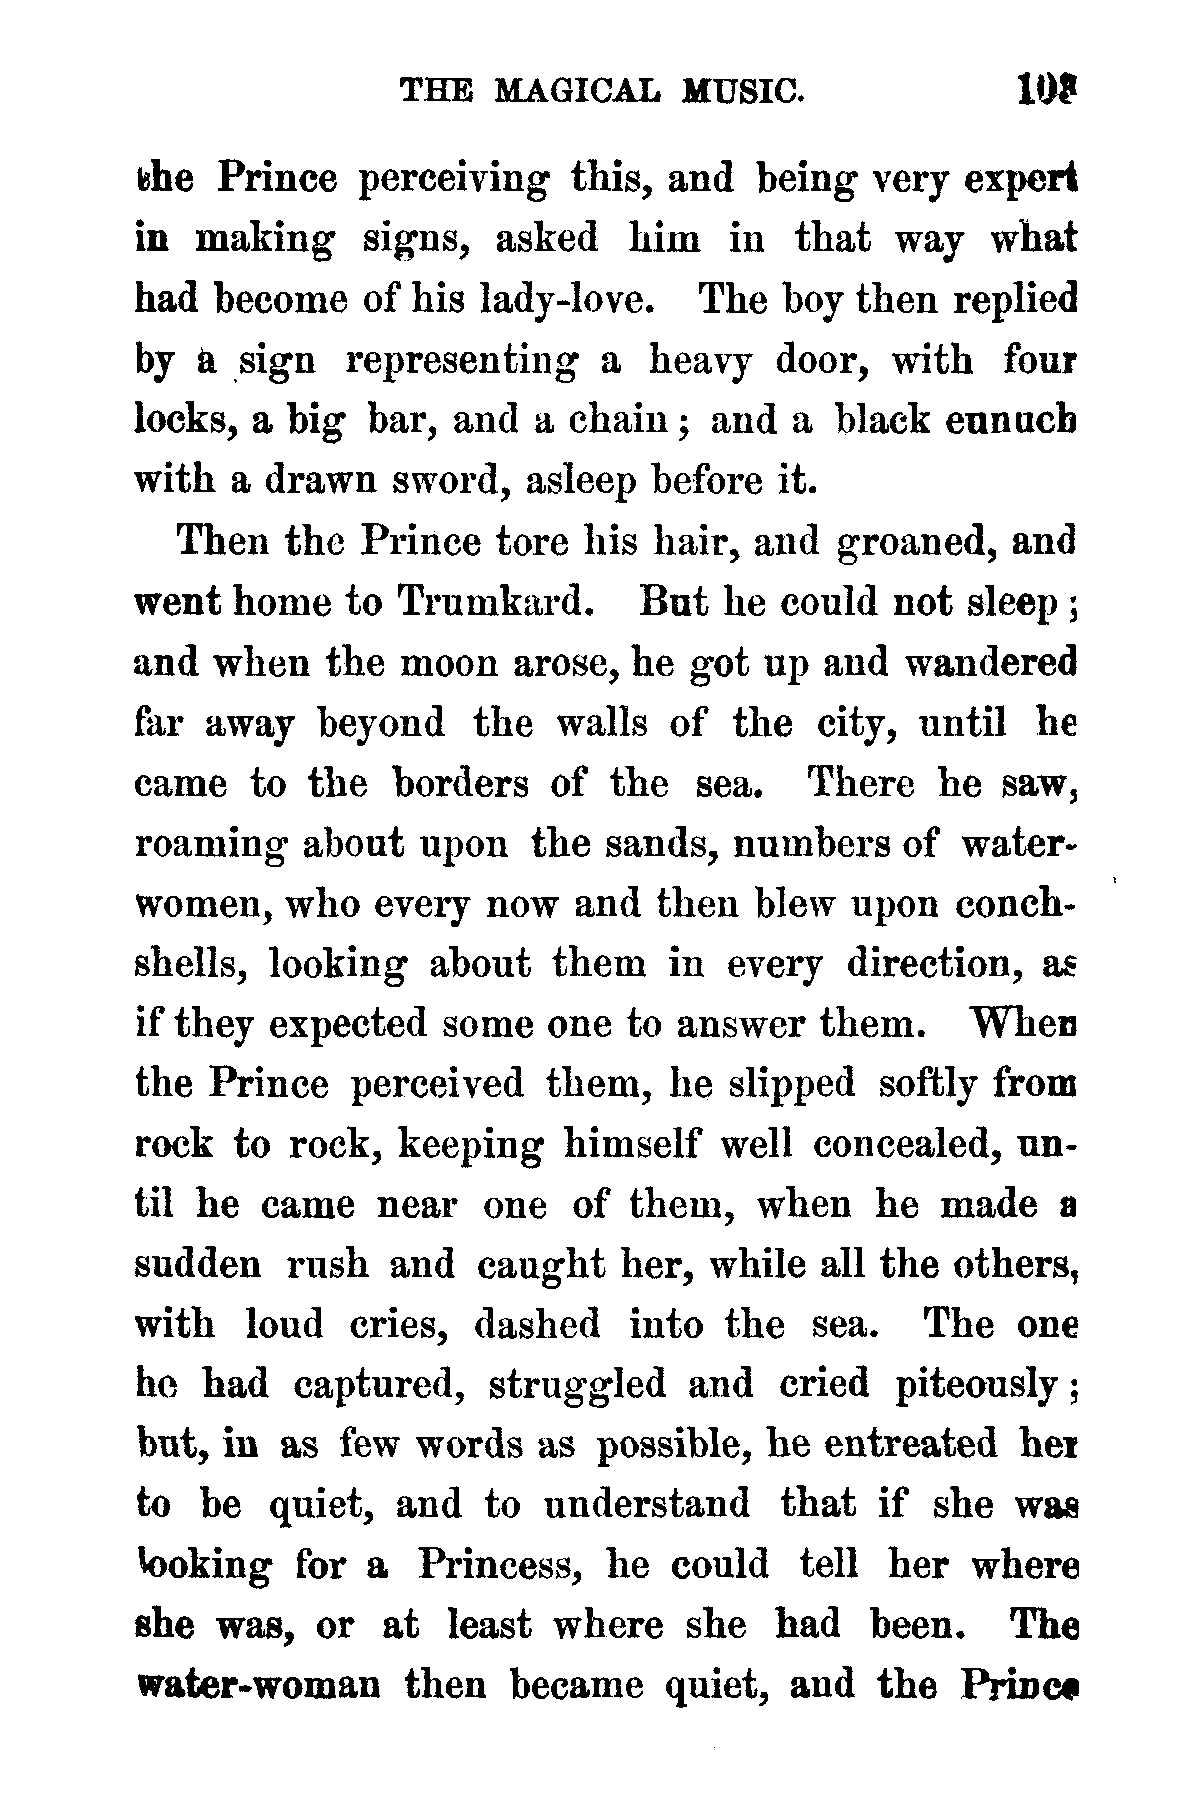 THE MAGICAL MUSIC.
the Prince perceiving this, and being very expert
in making signs, asked him in that way what
had become of his lady-love. The boy then replied
by a sign representing a heavy door, with four
locks, a big bar, and a chain; and a black eunuch
with a drawn sword, asleep before it.
Then the Prince tore his hair, and groaned, and
went home to Trumkard. But he could not sleep;
and when the moon arose, he got up and wandered
far away beyond the walls of the city, until he
came to the borders of the sea. There he saw,
roaming about upon the sands, numbers of water-
women, who every now and then blew upon conch-
shells, looking about them in every direction, as
if they expected some one to answer them. When
the Prince perceived them, he slipped softly from
rock to rock, keeping himself well concealed, un-
til he came near one of them, when he made a
sudden rush and caught her, while all the others,
with loud cries, dashed into the sea. The one
he had captured, struggled and cried piteously;
but, in as few words as possible, he entreated her
to be quiet, and to understand that if she was
looking for a Princess, he could tell her where
she was, or at least where she had been. The
water-woman then became quiet, and the Prince